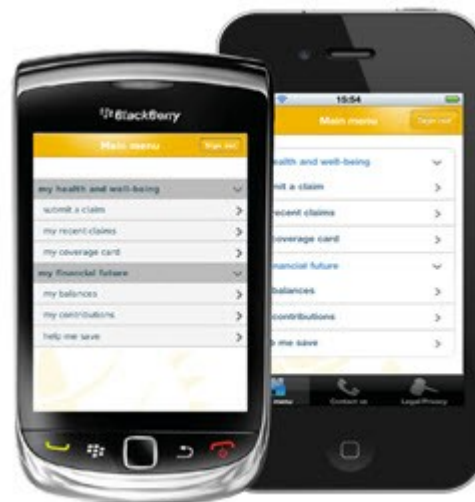 BlackBerry
Main menu
Sign out
my health and well-being
submit a claim
my recent claims
my coverage card
my financial future
my balances
my contributions
help me save
15:54
Main menu
Sign out
health and well-being
mit a claim
recent claims
coverage card
financial future
balances
contributions
me save
menu
Contact us
Legal/Privacy